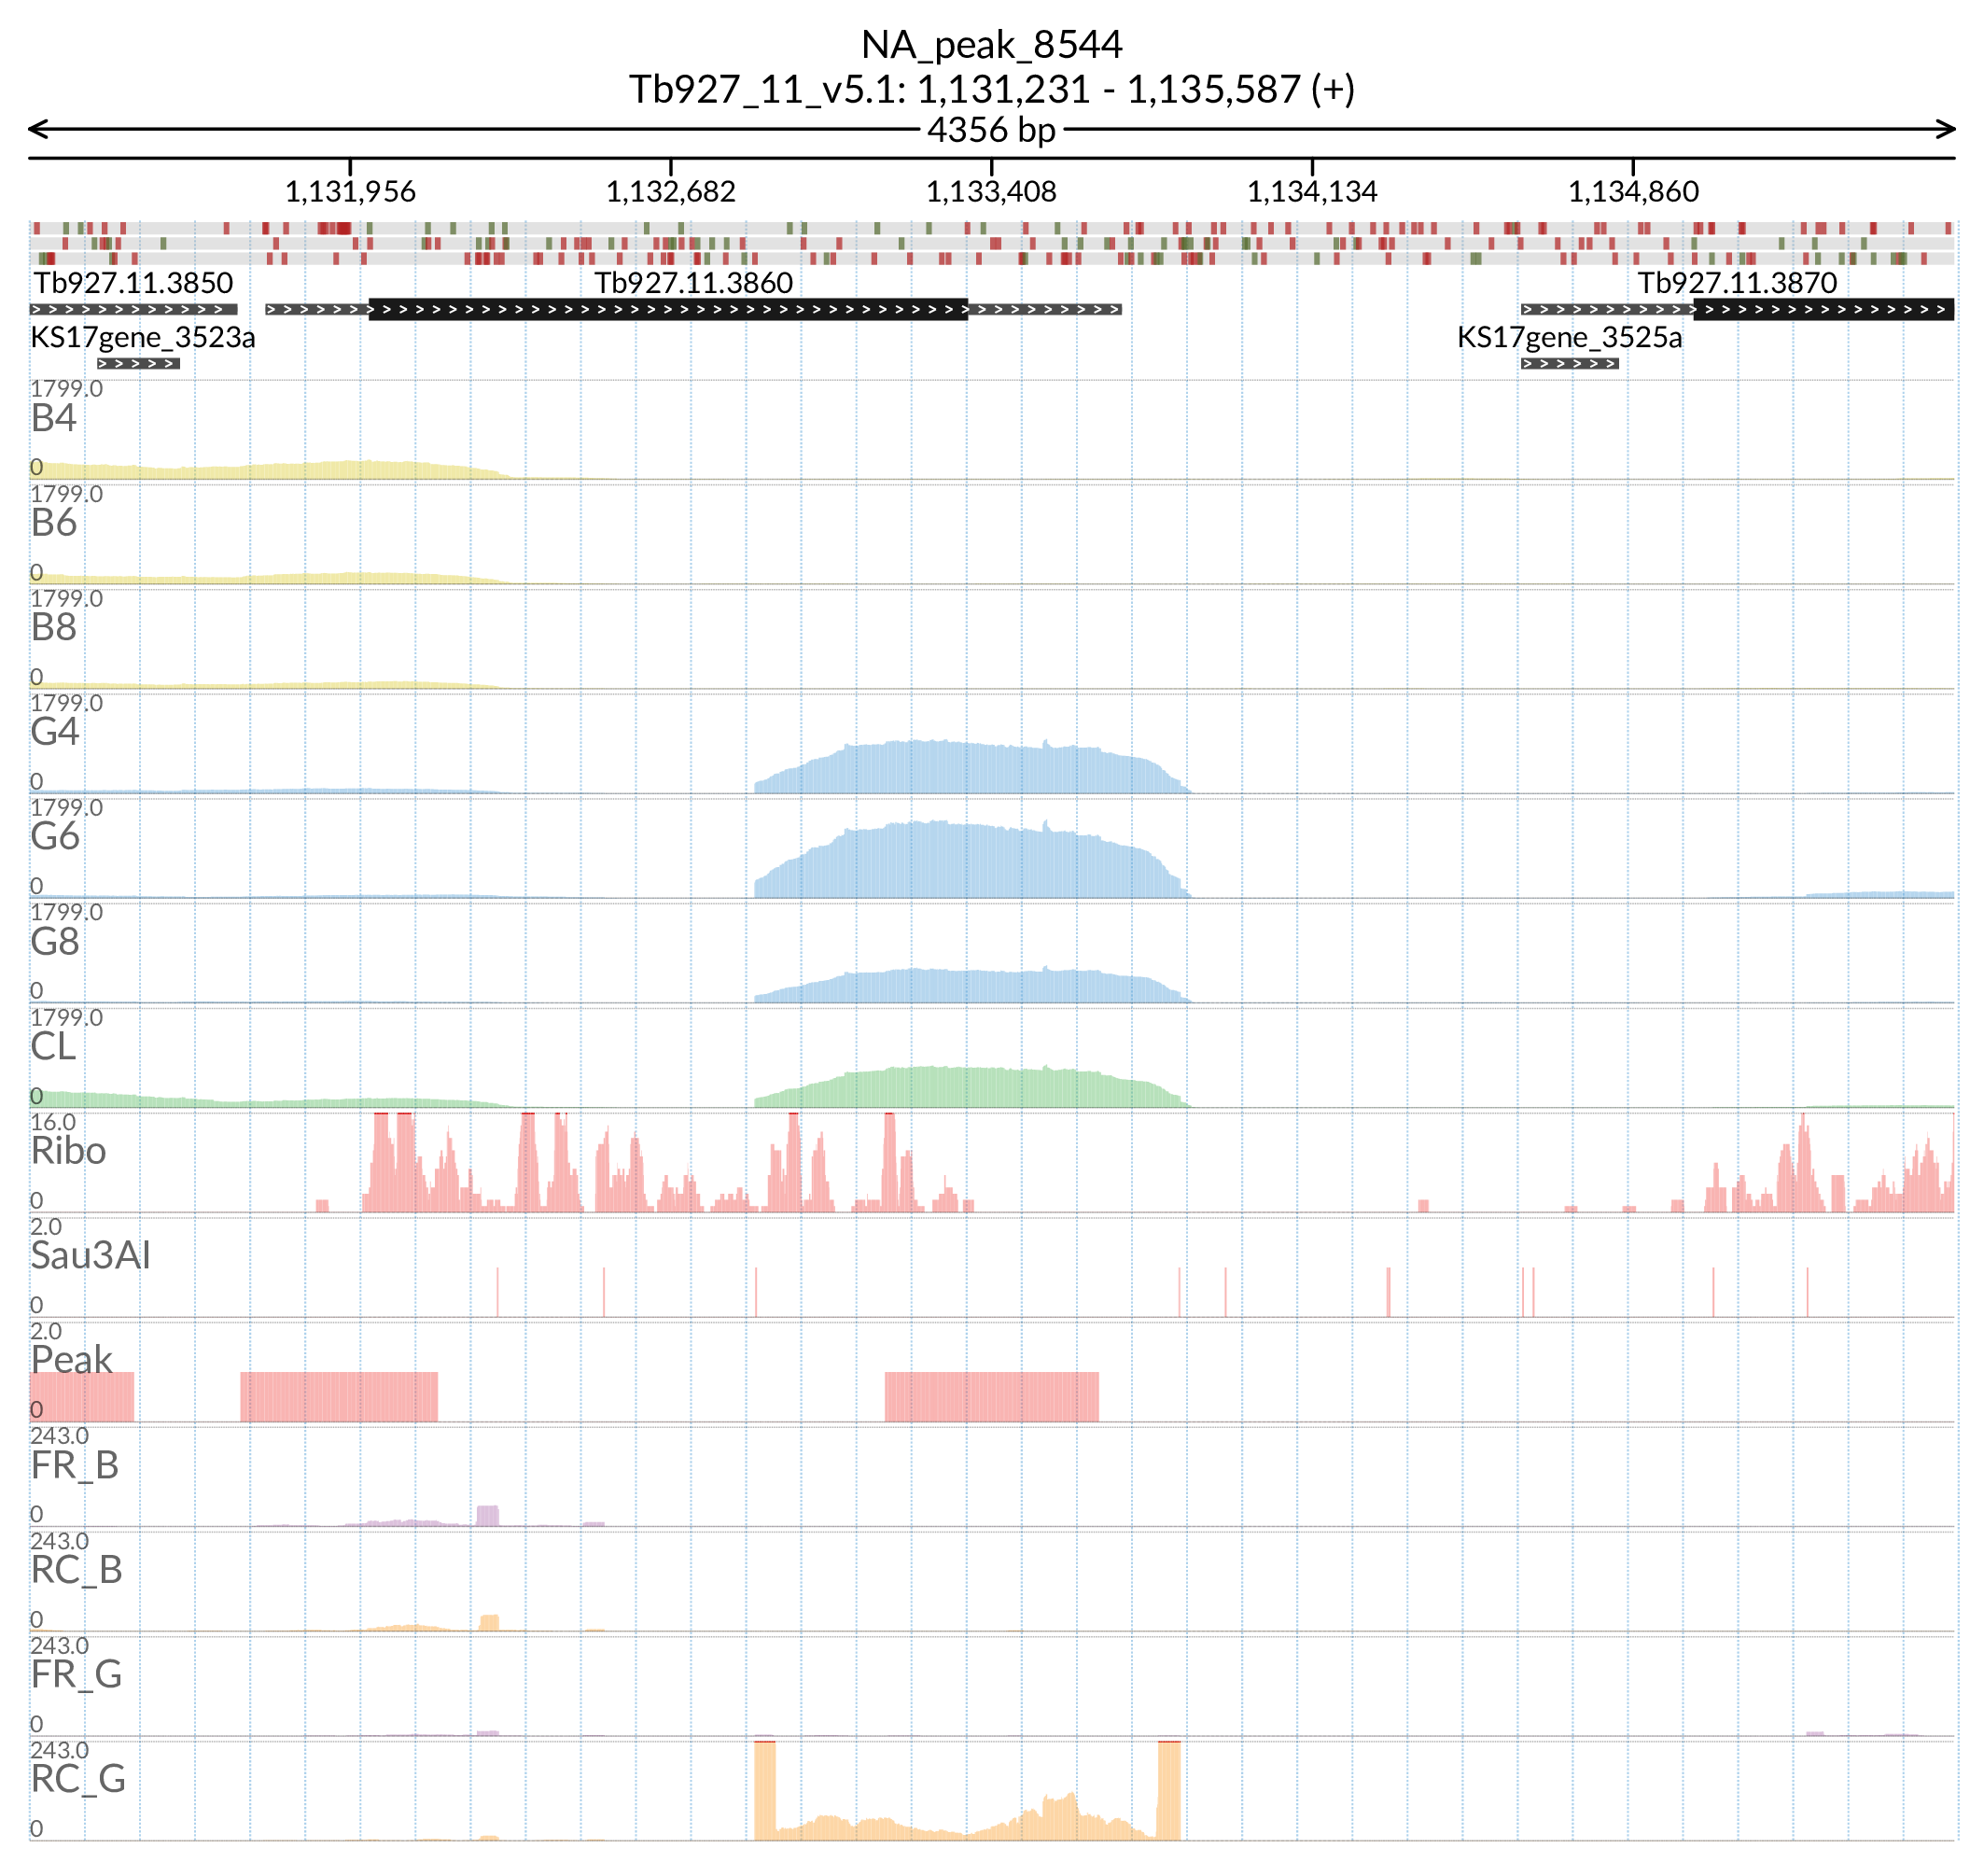 NA_peak_8544
Tb927_11_v5.1: 1,131,231 - 1,135,587 (+)
4356 bp
1,131,956 1,132,682 1,133,408 1,134,134 1,134,860
Tb927.11.3850 Tb927.11.3860 Tb927.11.3870
KS17gene_3523a KS17gene_3525a
1799.0
B4
0
1799.0
B6
0
1799.0
B8
0
1799.0
G4
0
1799.0
G6
0
1799.0
G8
0
1799.0
CL
0
16.0
Ribo
0
2.0
Sau3AI
0
2.0
Peak
0
243.0
FR_B
0
243.0
RC_B
0
243.0
FR_G
0
243.0
RC_G
0